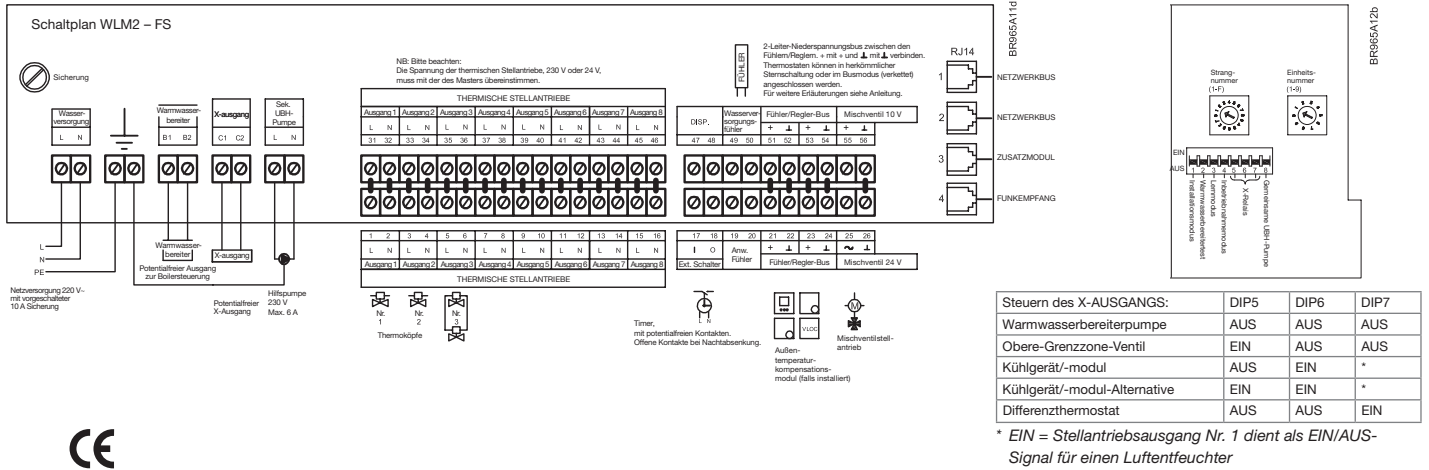 Schaltplan WLM2 – FS
Sicherung
Wasser-
versorgung
L N
Warmwasser-
bereiter
B1 B2
X-ausgang
C1 C2
Sek.
UBH-
Pumpe
L N
L
N
PE
Netzversorgung 220 V~
mit vorgeschalteter
10 A Sicherung
Warmwasser-
bereiter
Potentialfreier Ausgang
zur Boilersteuerung
X-ausgang
Potentialfreier
X-Ausgang
Hilfspumpe
230 V
Max. 6 A
NB: Bitte beachten:
Die Spannung der thermischen Stellantriebe, 230 V oder 24 V,
muss mit der des Masters übereinstimmen.
THERMISCHE STELLANTRIEBE
Ausgang 1 Ausgang 2 Ausgang 3 Ausgang 4 Ausgang 5 Ausgang 6 Ausgang 7 Ausgang 8
L N L N L N L N L N L N L N L N
31 32 33 34 35 36 37 38 39 40 41 42 43 44 45 46
1 2 3 4 5 6 7 8 9 10 11 12 13 14 15 16
L N L N L N L N L N L N L N L N
Ausgang 1 Ausgang 2 Ausgang 3 Ausgang 4 Ausgang 5 Ausgang 6 Ausgang 7 Ausgang 8
THERMISCHE STELLANTRIEBE
Nr.
1
Nr.
2
Nr.
3
Thermoköpfe
FÜHLER
2-Leiter-Niederspannungsbus zwischen den
Fühlern/Reglern. + mit + und ⊥ mit ⊥ verbinden.
Thermostaten können in herkömmlicher
Sternschaltung oder im Busmodus (verkettet)
angeschlossen werden.
Für weitere Erläuterungen siehe Anleitung.
DISP.
Wasserver-
sorgungs-
fühler
Fühler/Regler-Bus
Mischventil 10 V
+ ⊥ + ⊥ + ⊥
47 48 49 50 51 52 53 54 55 56
17 18 19 20 21 22 23 24 25 26
I O
Anw.
Fühler
+ ⊥ + ⊥ ~ ⊥
Ext. Schalter
Fühler/Regler-Bus
Mischventil 24 V
L N
Timer,
mit potentialfreien Kontakten.
Offene Kontakte bei Nachtabsenkung.
VLOC
Außen-
temperatur-
kompensations-
modul (falls installiert)
M
Mischventilstell-
antrieb
RJ14
1 NETZWERKBUS
2 NETZWERKBUS
3 ZUSATZMODUL
4 FUNKEMPFANG
BR965A11d
BR965A12b
Strang-
nummer
(1-F)
Einheits-
nummer
(1-9)
EIN
AUS
1 2 3 4 5 6 7 8
Installationsmodus
Warmwasserbereitertest
Lernmodus
Inbetriebnahmemodus
X-Relais
Gemeinsame UBH-Pumpe
Steuern des X-AUSGANGS: DIP5 DIP6 DIP7
Warmwasserbereiterpumpe AUS AUS AUS
Obere-Grenzzone-Ventil EIN AUS AUS
Kühlgerät/-modul AUS EIN *
Kühlgerät/-modul-Alternative EIN EIN *
Differenzthermostat AUS AUS EIN
* EIN = Stellantriebsausgang Nr. 1 dient als EIN/AUS-
Signal für einen Luftentfeuchter
CE